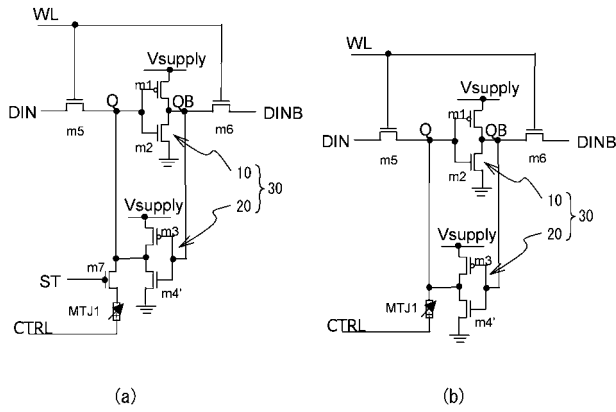 WL
Vsupply
m1
DIN
Q
QB
DINB
m5
m2
m6
10
30
20
Vsupply
m3
m7
ST
m4'
MTJ1
CTRL
(a)
WL
Vsupply
m1
DIN
Q
QB
DINB
m5
m2
m6
10
30
20
Vsupply
m3
MTJ1
m4'
CTRL
(b)